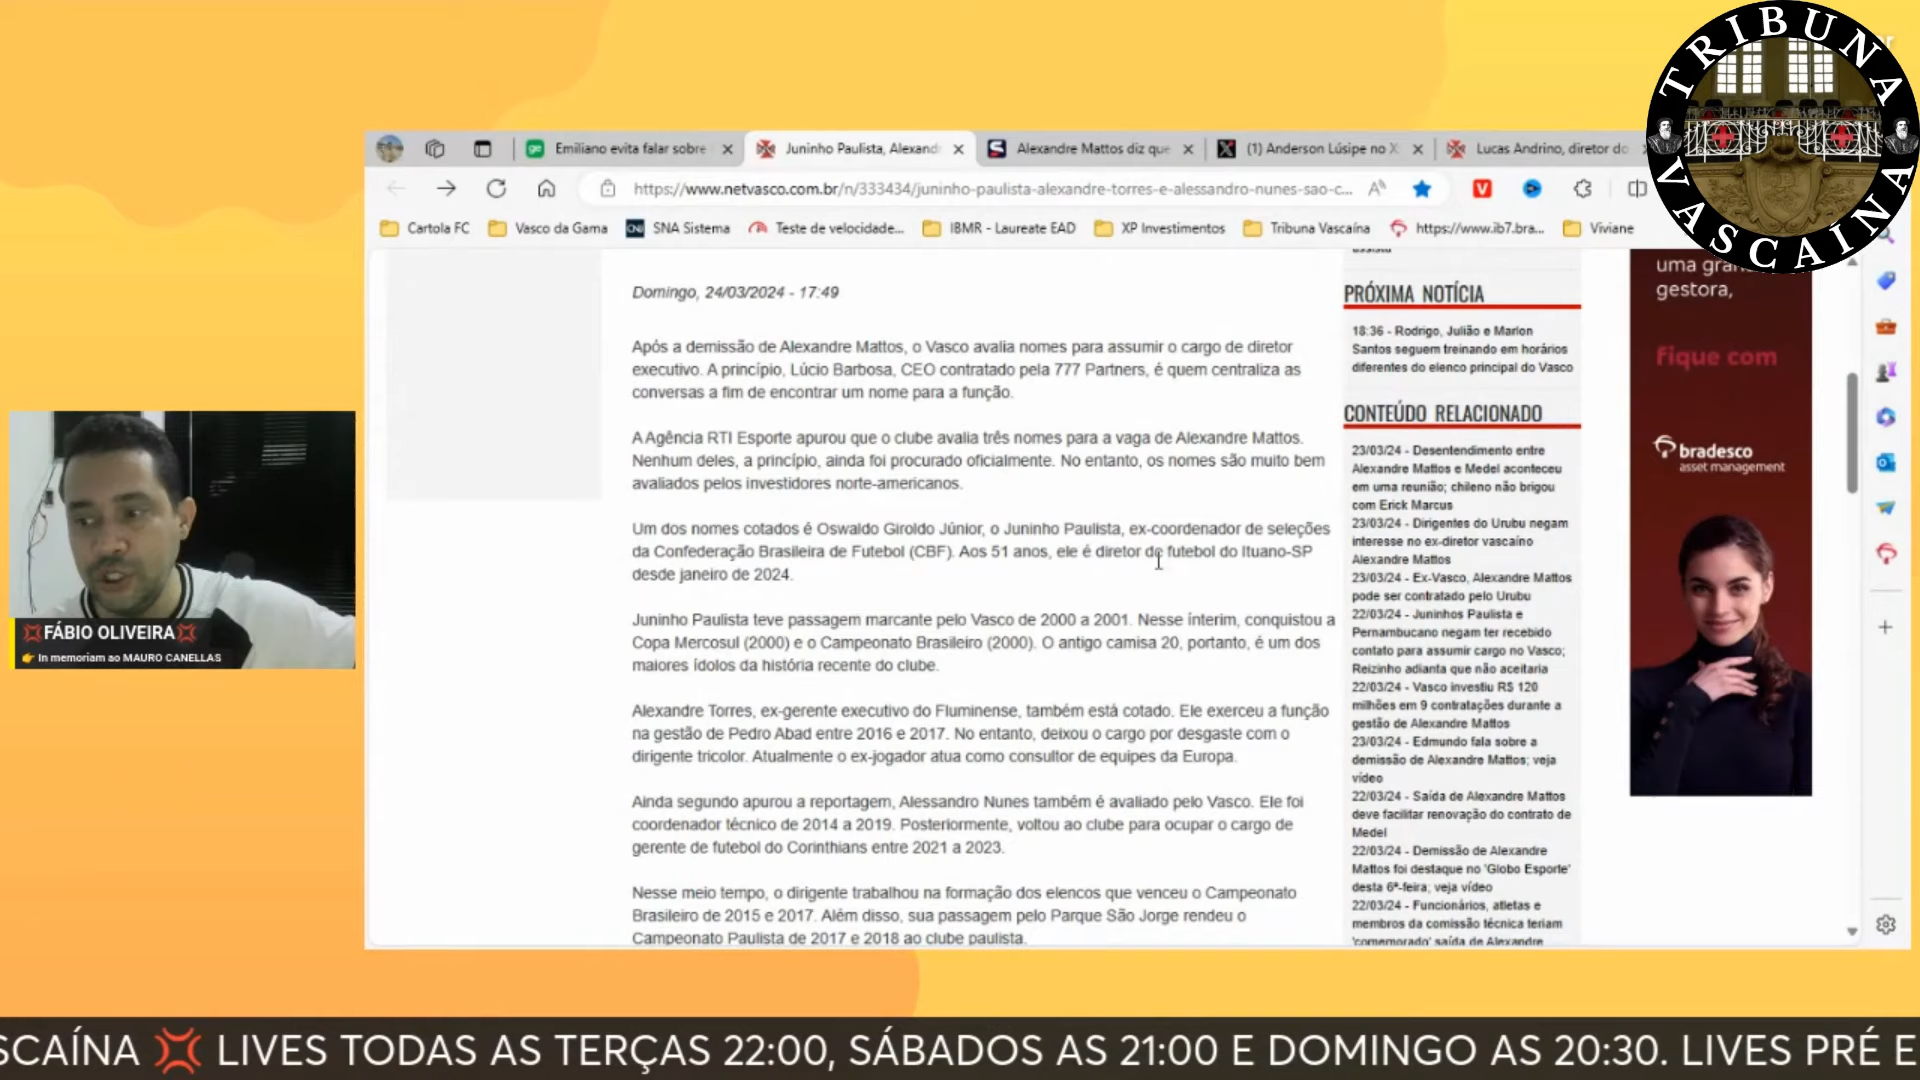 TRIBUNA VASCAINA
Emiliano evita falar sobre
Juninho Paulista, Alexand
Alexandre Mattos diz que
(1) Anderson Lúsipe no X
Lucas Andrino, diretor do
https://www.netvasco.com.br/n/333434/juninho-paulista-alexandre-torres-e-alessandro-nunes-sao-c...
Cartola FC
Vasco da Gama
SNA Sistema
Teste de velocidade...
IBMR - Laureate EAD
XP Investimentos
Tribuna Vascaína
https://www.ib7.bra...
Viviane
Domingo, 24/03/2024 - 17:49
Após a demissão de Alexandre Mattos, o Vasco avalia nomes para assumir o cargo de diretor
executivo. A princípio, Lúcio Barbosa, CEO contratado pela 777 Partners, é quem centraliza as
conversas a fim de encontrar um nome para a função.
A Agência RTI Esporte apurou que o clube avalia três nomes para a vaga de Alexandre Mattos.
Nenhum deles, a princípio, ainda foi procurado oficialmente. No entanto, os nomes são muito bem
avaliados pelos investidores norte-americanos.
Um dos nomes cotados é Oswaldo Giroldo Júnior, o Juninho Paulista, ex-coordenador de seleções
da Confederação Brasileira de Futebol (CBF). Aos 51 anos, ele é diretor de futebol do Ituano-SP
desde janeiro de 2024.
Juninho Paulista teve passagem marcante pelo Vasco de 2000 a 2001. Nesse ínterim, conquistou a
Copa Mercosul (2000) e o Campeonato Brasileiro (2000). O antigo camisa 20, portanto, é um dos
maiores ídolos da história recente do clube.
Alexandre Torres, ex-gerente executivo do Fluminense, também está cotado. Ele exerceu a função
na gestão de Pedro Abad entre 2016 e 2017. No entanto, deixou o cargo por desgaste com o
dirigente tricolor. Atualmente o ex-jogador atua como consultor de equipes da Europa.
Ainda segundo apurou a reportagem, Alessandro Nunes também é avaliado pelo Vasco. Ele foi
coordenador técnico de 2014 a 2019. Posteriormente, voltou ao clube para ocupar o cargo de
gerente de futebol do Corinthians entre 2021 a 2023.
Nesse meio tempo, o dirigente trabalhou na formação dos elencos que venceu o Campeonato
Brasileiro de 2015 e 2017. Além disso, sua passagem pelo Parque São Jorge rendeu o
Campeonato Paulista de 2017 e 2018 ao clube paulista.
PRÓXIMA NOTÍCIA
18:36 - Rodrigo, Julião e Marlon
Santos seguem treinando em horários
diferentes do elenco principal do Vasco
CONTEÚDO RELACIONADO
23/03/24 - Desentendimento entre
Alexandre Mattos e Medel aconteceu
em uma reunião; chileno não brigou
com Erick Marcus
23/03/24 - Dirigentes do Urubu negam
interesse no ex-diretor vascaíno
Alexandre Mattos
23/03/24 - Ex-Vasco, Alexandre Mattos
pode ser contratado pelo Urubu
22/03/24 - Juninhos Paulista e
Pernambucano negam ter recebido
contato para assumir cargo no Vasco;
Reizinho adianta que não aceitaria
22/03/24 - Vasco investiu R$ 120
milhões em 9 contratações durante a
gestão de Alexandre Mattos
23/03/24 - Edmundo fala sobre a
demissão de Alexandre Mattos; veja
vídeo
22/03/24 - Saída de Alexandre Mattos
deve facilitar renovação do contrato de
Medel
22/03/24 - Demissão de Alexandre
Mattos foi destaque no 'Globo Esporte'
desta 6ª-feira; veja vídeo
22/03/24 - Funcionários, atletas e
membros da comissão técnica teriam
'comemorado' saída de Alexandre
uma gran
gestora,
fique com
bradesco
asset management
FÁBIO OLIVEIRA
In memoriam ao MAURO CANELLAS
SCAÍNA 💢 LIVES TODAS AS TERÇAS 22:00, SÁBADOS AS 21:00 E DOMINGO AS 20:30. LIVES PRÉ E